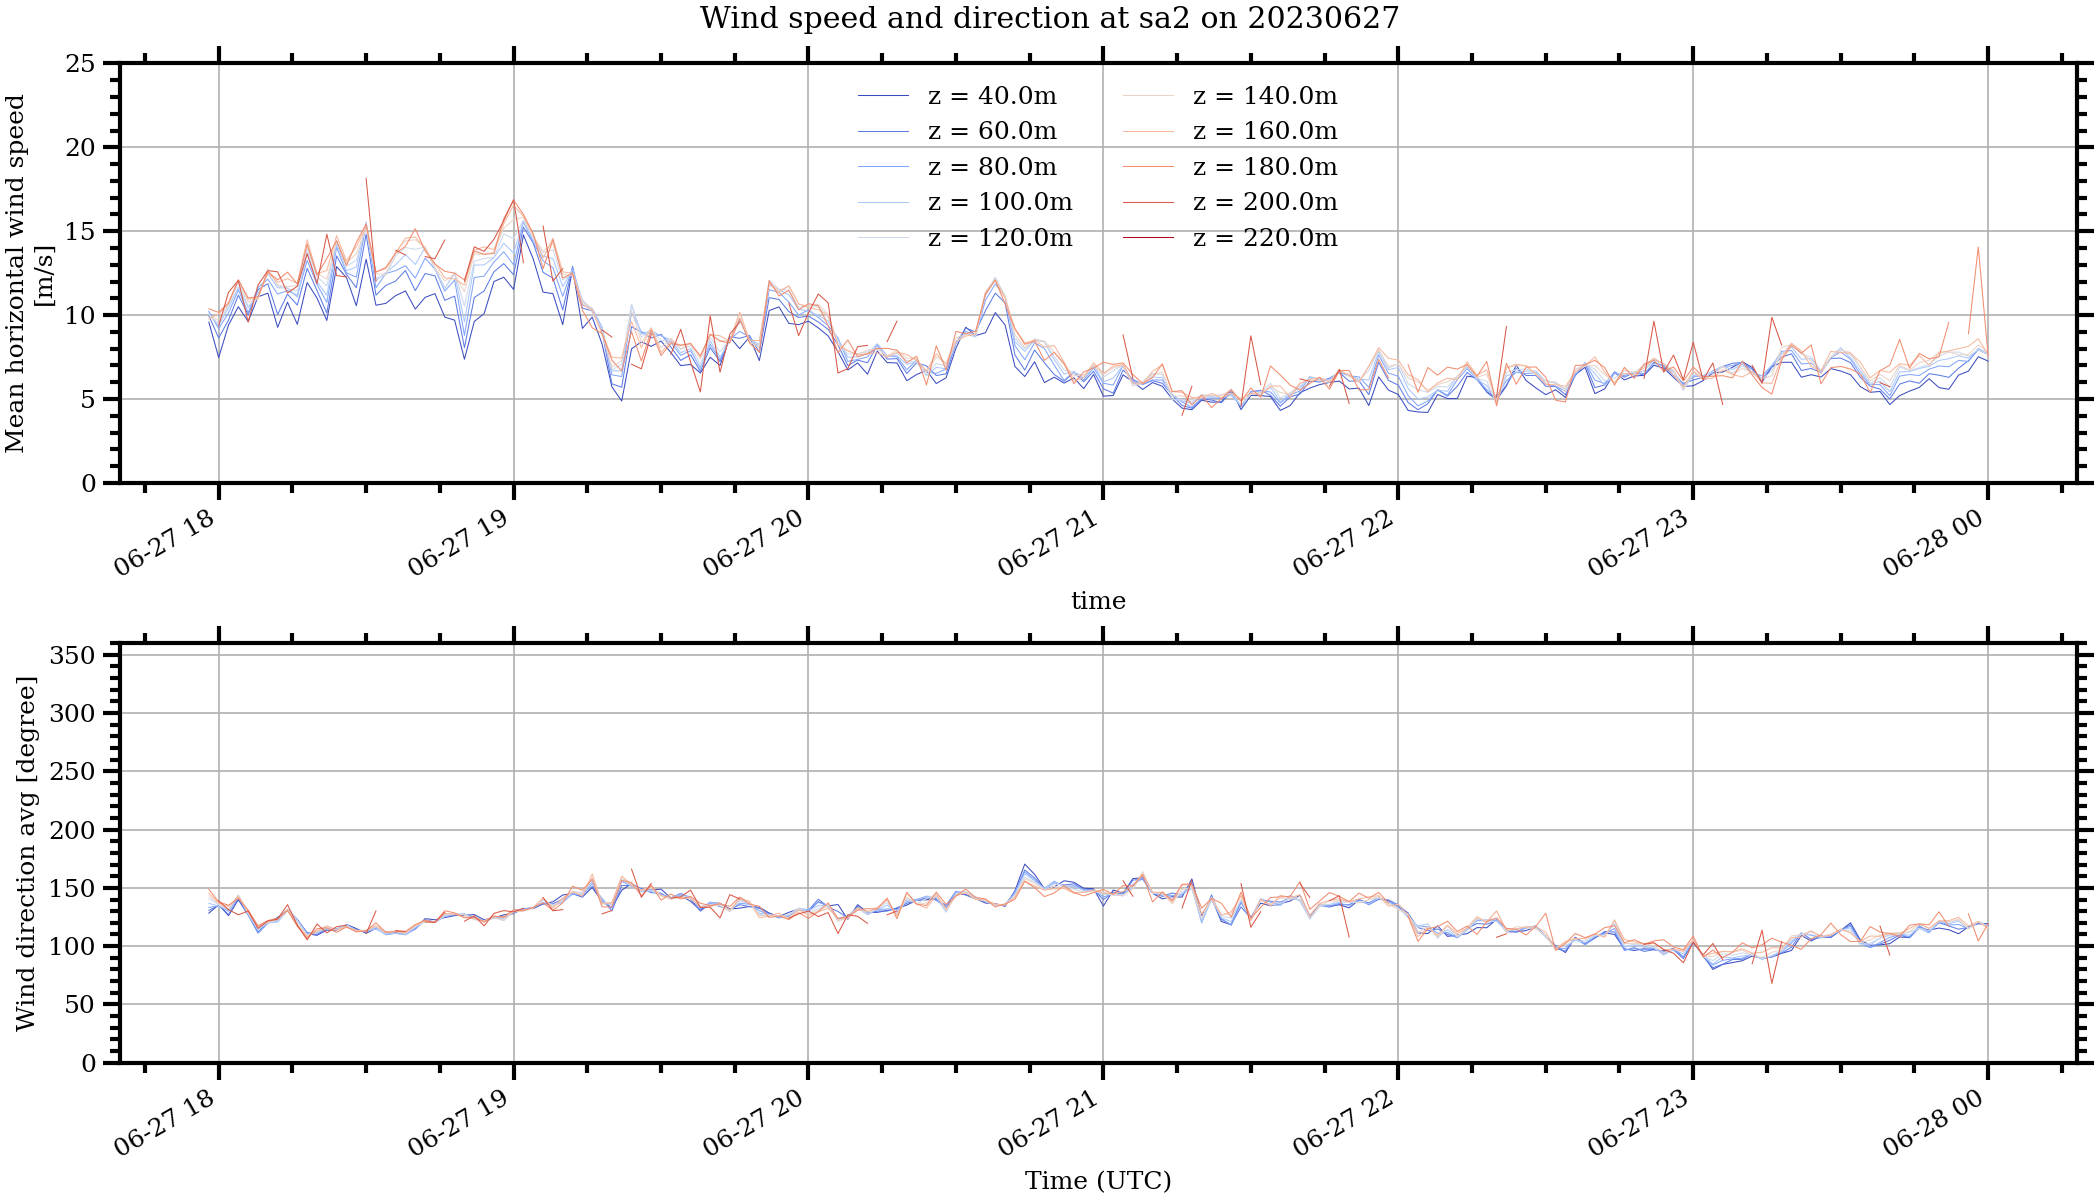 Wind speed and direction at sa2 on 20230627
Mean horizontal wind speed
[m/s]
25
20
15
10
5
0
z = 40.0m
z = 60.0m
z = 80.0m
z = 100.0m
z = 120.0m
z = 140.0m
z = 160.0m
z = 180.0m
z = 200.0m
z = 220.0m
06-27 18
06-27 19
06-27 20
06-27 21
06-27 22
06-27 23
06-28 00
time
Wind direction avg [degree]
350
300
250
200
150
100
50
0
06-27 18
06-27 19
06-27 20
06-27 21
06-27 22
06-27 23
06-28 00
Time (UTC)